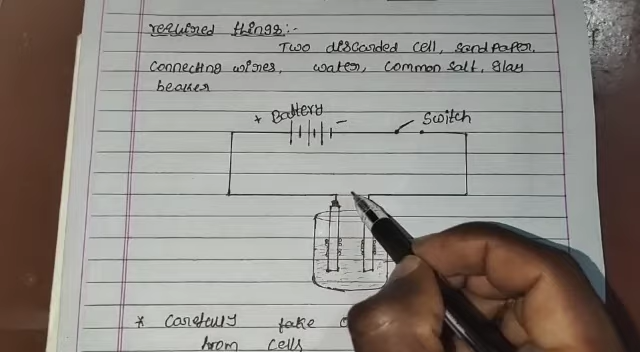 required things:-
Two discarded cell, sand paper,
connecting wires, water, common salt, glay
beaker
+ Battery -
Switch
* Carefully take
from cells